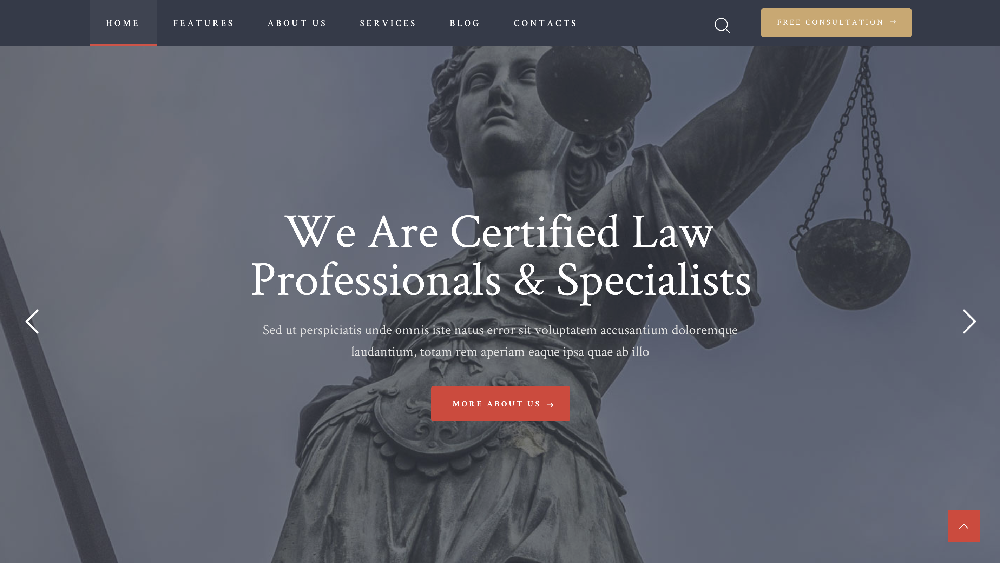 HOME FEATURES ABOUT US SERVICES BLOG CONTACTS FREE CONSULTATION →
We Are Certified Law
Professionals & Specialists
Sed ut perspiciatis unde omnis iste natus error sit voluptatem accusantium doloremque
laudantium, totam rem aperiam eaque ipsa quae ab illo
MORE ABOUT US →